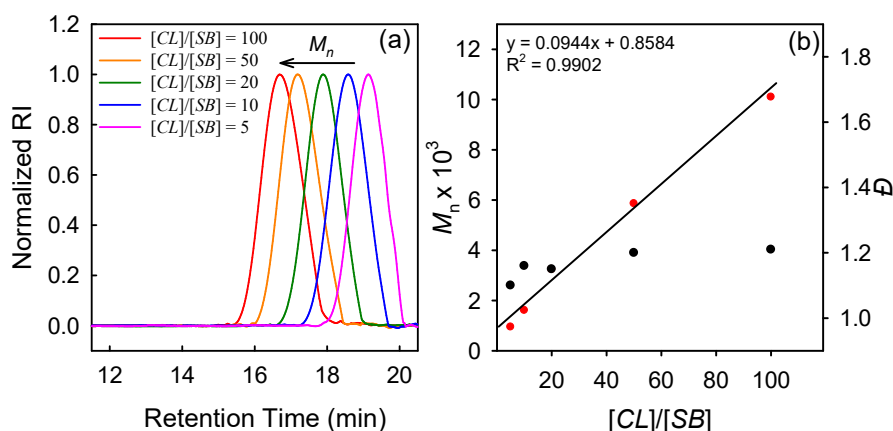 (a)
[CL]/[SB] = 100
[CL]/[SB] = 50
[CL]/[SB] = 20
[CL]/[SB] = 10
[CL]/[SB] = 5
Mn
Normalized RI
1.2
1.0
0.8
0.6
0.4
0.2
0.0
12 14 16 18 20
Retention Time (min)
(b)
y = 0.0944x + 0.8584
R² = 0.9902
Mn x 10³
12
10
8
6
4
2
0
20 40 60 80 100
[CL]/[SB]
1.8
1.6
1.4
1.2
1.0
Đ